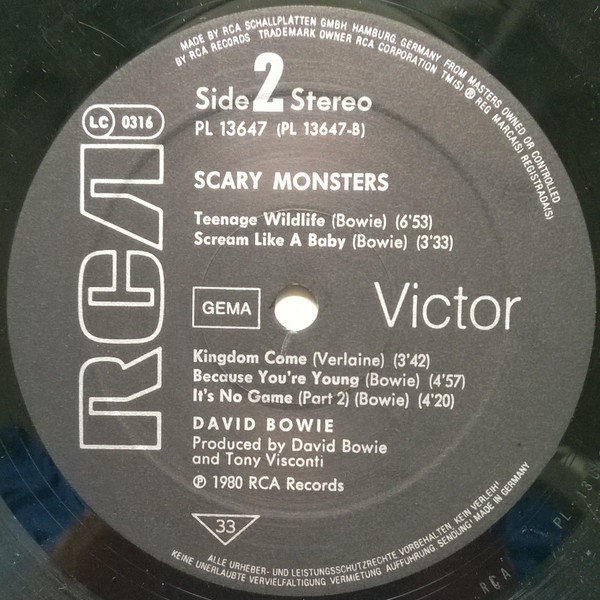 MADE BY RCA SCHALLPLATTEN GMBH HAMBURG, GERMANY FROM MASTERS OWNED OR CONTROLLED
BY RCA RECORDS TRADEMARK OWNER RCA CORPORATION TM(S) ® REG MARCA(S) REGISTRADA(S)
Side 2 Stereo
LC 0316
PL 13647 (PL 13647-B)
SCARY MONSTERS
Teenage Wildlife (Bowie) (6'53)
Scream Like A Baby (Bowie) (3'33)
RCA
GEMA
Victor
Kingdom Come (Verlaine) (3'42)
Because You're Young (Bowie) (4'57)
It's No Game (Part 2) (Bowie) (4'20)
DAVID BOWIE
Produced by David Bowie
and Tony Visconti
℗ 1980 RCA Records
33
ALLE URHEBER- UND LEISTUNGSSCHUTZRECHTE VORBEHALTEN, KEIN VERLEIH!
KEINE UNERLAUBTE VERVIELFALTIGUNG, VERMIETUNG, AUFFÜHRUNG, SENDUNG! MADE IN GERMANY
RCA PL